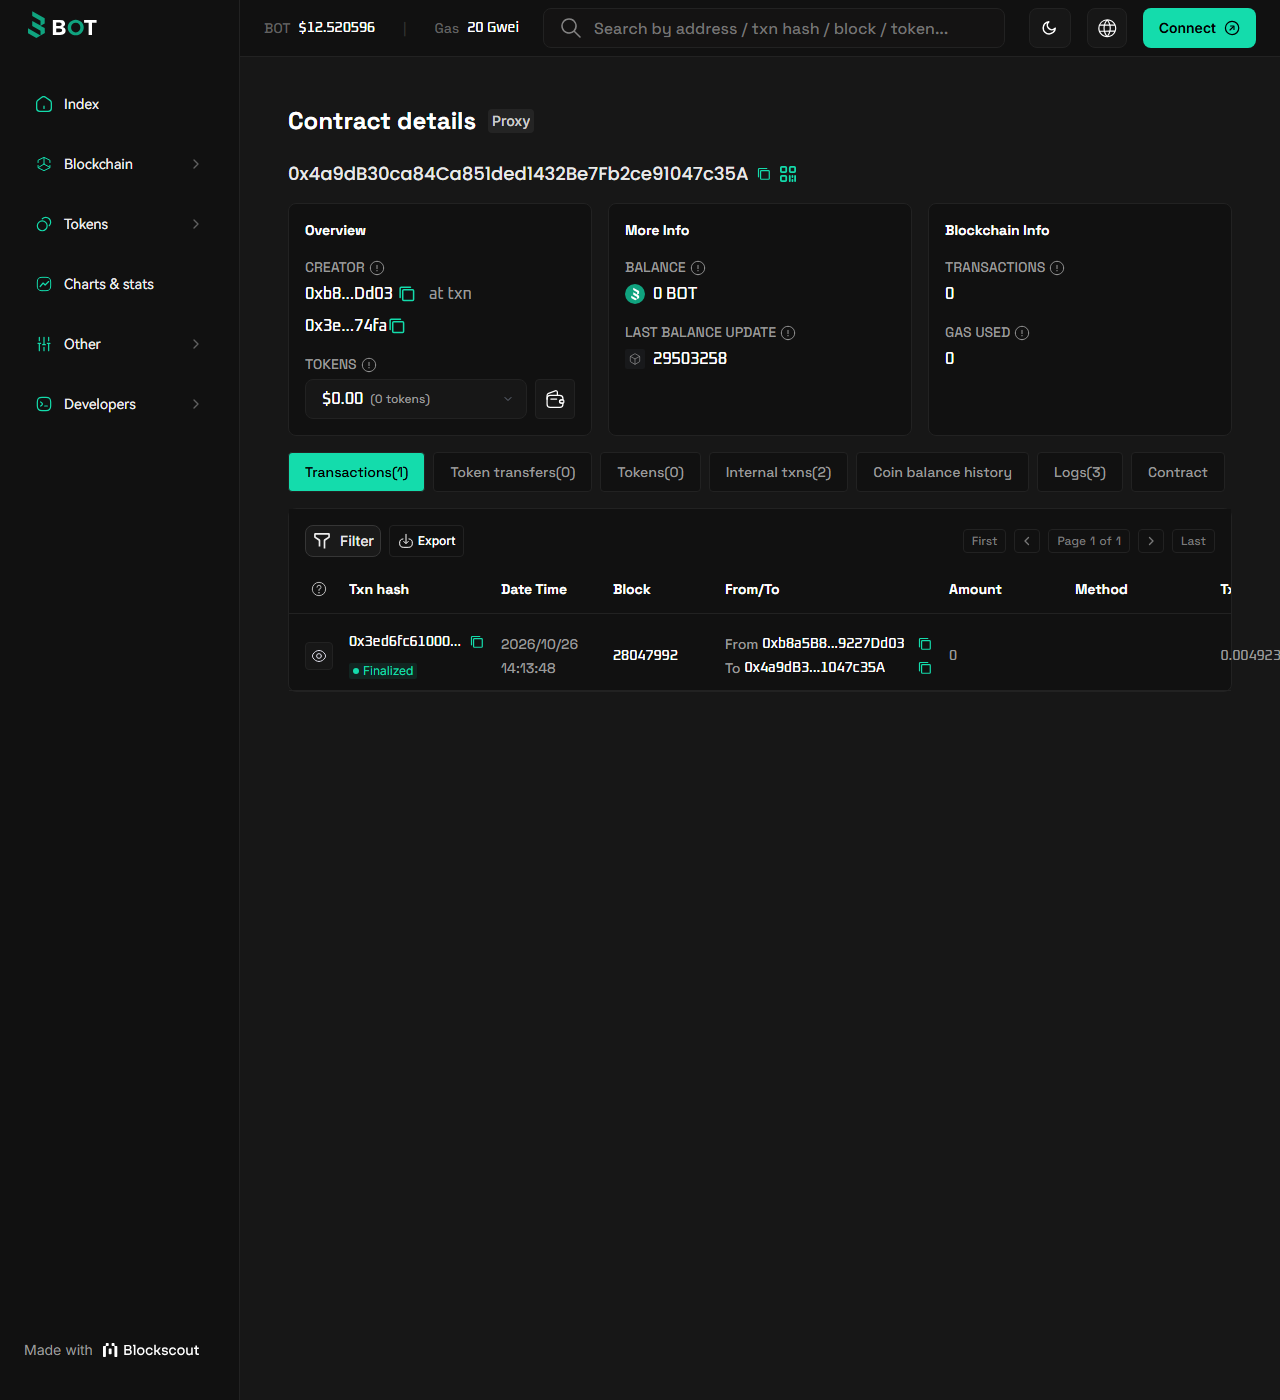 BOT
BOT $12.520596 | Gas 20 Gwei
Search by address / txn hash / block / token...
Connect
Index
Blockchain
Tokens
Charts & stats
Other
Developers
Contract details Proxy
0x4a9dB30ca84Ca851ded1432Be7Fb2ce91047c35A
Overview
CREATOR
0xb8...Dd03 at txn
0x3e...74fa
TOKENS
$0.00 (0 tokens)
More Info
BALANCE
0 BOT
LAST BALANCE UPDATE
29503258
Blockchain Info
TRANSACTIONS
0
GAS USED
0
Transactions(1) Token transfers(0) Tokens(0) Internal txns(2) Coin balance history Logs(3) Contract
Filter Export First Page 1 of 1 Last
Txn hash Date Time Block From/To Amount Method
0x3ed6fc61000...
Finalized
2026/10/26
14:13:48
28047992
From 0xb8a5B8...9227Dd03
To 0x4a9dB3...1047c35A
0
0.004923
Made with Blockscout